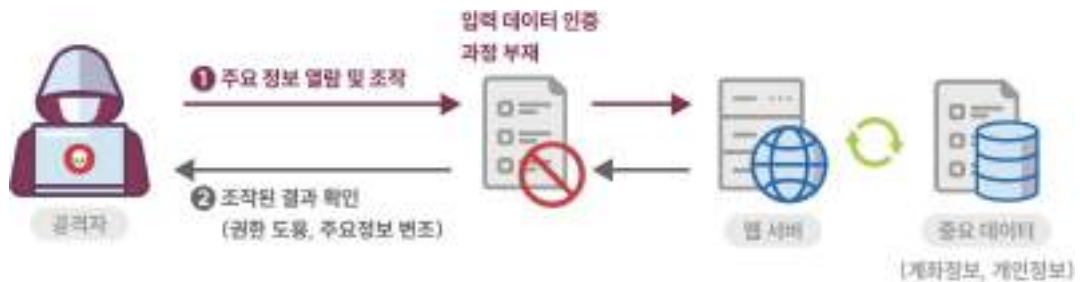 입력 데이터 인증
과정 부재
1 주요 정보 열람 및 조작
2 조작된 결과 확인
(권한 도용, 주요정보 변조)
공격자
웹 서버
중요 데이터
(계좌정보, 개인정보)